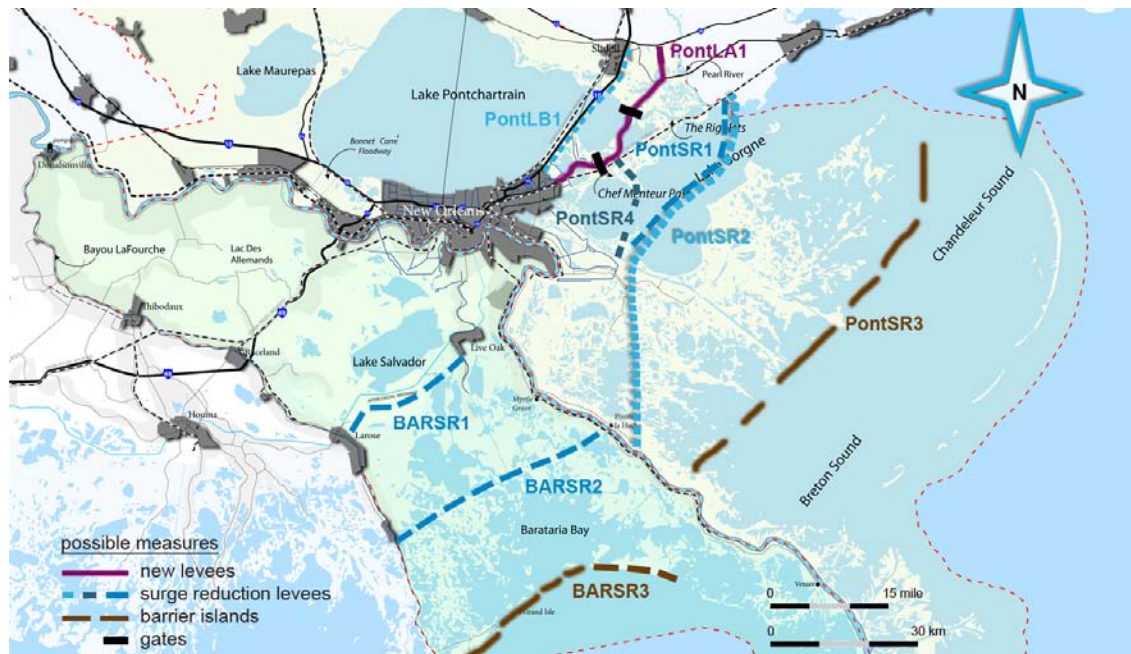 Slidell
PontLA1
Pearl River
Lake Maurepas
Lake Pontchartrain
PontLB1
The Rigolets
N
Bonnet Carré
Floodway
PontSR1
Lake Borgne
Donalsonville
Chef Menteur Pass
New Orleans
PontSR4
PontSR2
Chandeleur Sound
Bayou LaFourche
Lac Des
Allemands
Thibodaux
PontSR3
Raceland
Lake Salvador
Live Oak
Houma
Myrtle
Grove
BARSR1
Larose
Pointe
la Hache
BARSR2
Breton Sound
Barataria Bay
possible measures
new levees
surge reduction levees
barrier islands
gates
BARSR3
Grand Isle
Venice
0
15 mile
0
30 km